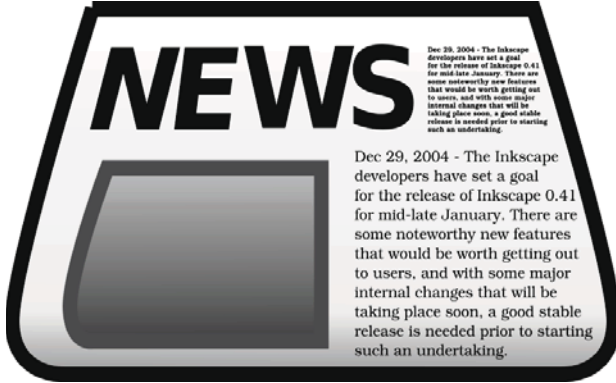 NEWS
Dec 29, 2004 - The Inkscape
developers have set a goal
for the release of Inkscape 0.41
for mid-late January. There are
some noteworthy new features
that would be worth getting out
to users, and with some major
internal changes that will be
taking place soon, a good stable
release is needed prior to starting
such an undertaking.
Dec 29, 2004 - The Inkscape
developers have set a goal
for the release of Inkscape 0.41
for mid-late January. There are
some noteworthy new features
that would be worth getting out
to users, and with some major
internal changes that will be
taking place soon, a good stable
release is needed prior to starting
such an undertaking.